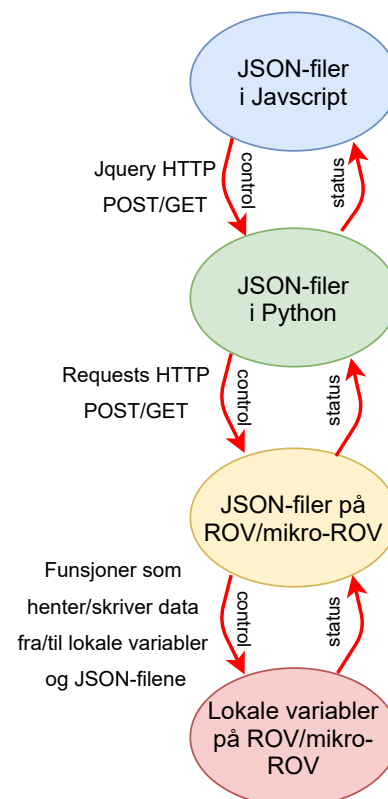 JSON-filer
i Javscript
Jquery HTTP
POST/GET
control
status
JSON-filer
i Python
Requests HTTP
POST/GET
control
status
JSON-filer på
ROV/mikro-ROV
Funsjoner som
henter/skriver data
fra/til lokale variabler
og JSON-filene
control
status
Lokale variabler
på ROV/mikro-
ROV